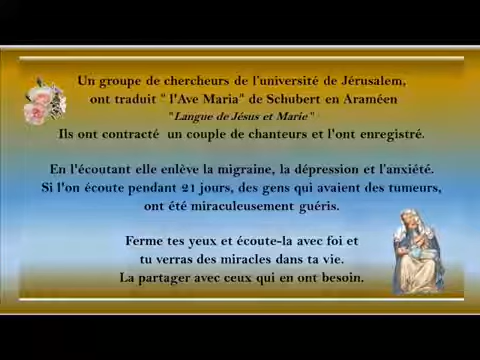 Un groupe de chercheurs de l'université de Jérusalem,
ont traduit " l'Ave Maria" de Schubert en Araméen
"Langue de Jésus et Marie "
Ils ont contracté un couple de chanteurs et l'ont enregistré.
En l'écoutant elle enlève la migraine, la dépression et l'anxiété.
Si l'on écoute pendant 21 jours, des gens qui avaient des tumeurs,
ont été miraculeusement guéris.
Ferme tes yeux et écoute-la avec foi et
tu verras des miracles dans ta vie.
La partager avec ceux qui en ont besoin.